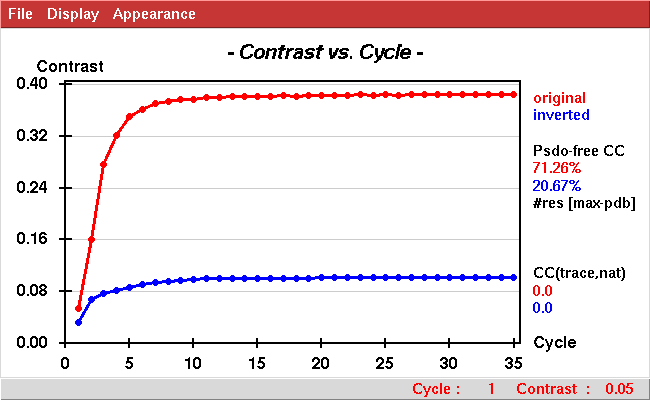 File Display Appearance
- Contrast vs. Cycle -
Contrast
0.40
0.32
0.24
0.16
0.08
0.00
0 5 10 15 20 25 30 35
Cycle
original
inverted
Psdo-free CC
71.26%
20.67%
#res [max-pdb]
CC(trace,nat)
0.0
0.0
Cycle : 1 Contrast : 0.05